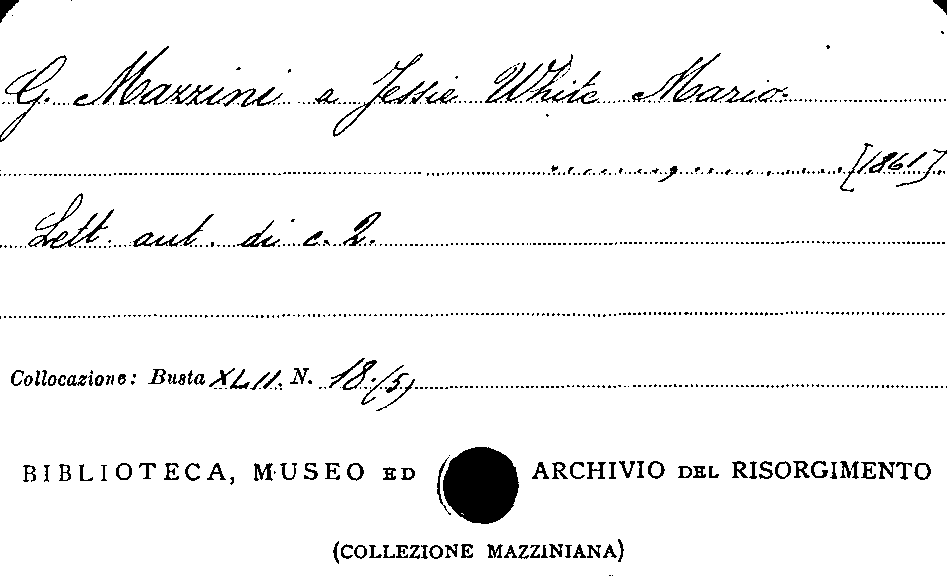 G. Mazzini a Jessie White Mario.
.......,.......... [1861].
Lett. aut. di c. 2.
Collocazione: Busta XLII. N. 18.(5)
BIBLIOTECA, MUSEO ED ARCHIVIO DEL RISORGIMENTO
(COLLEZIONE MAZZINIANA)